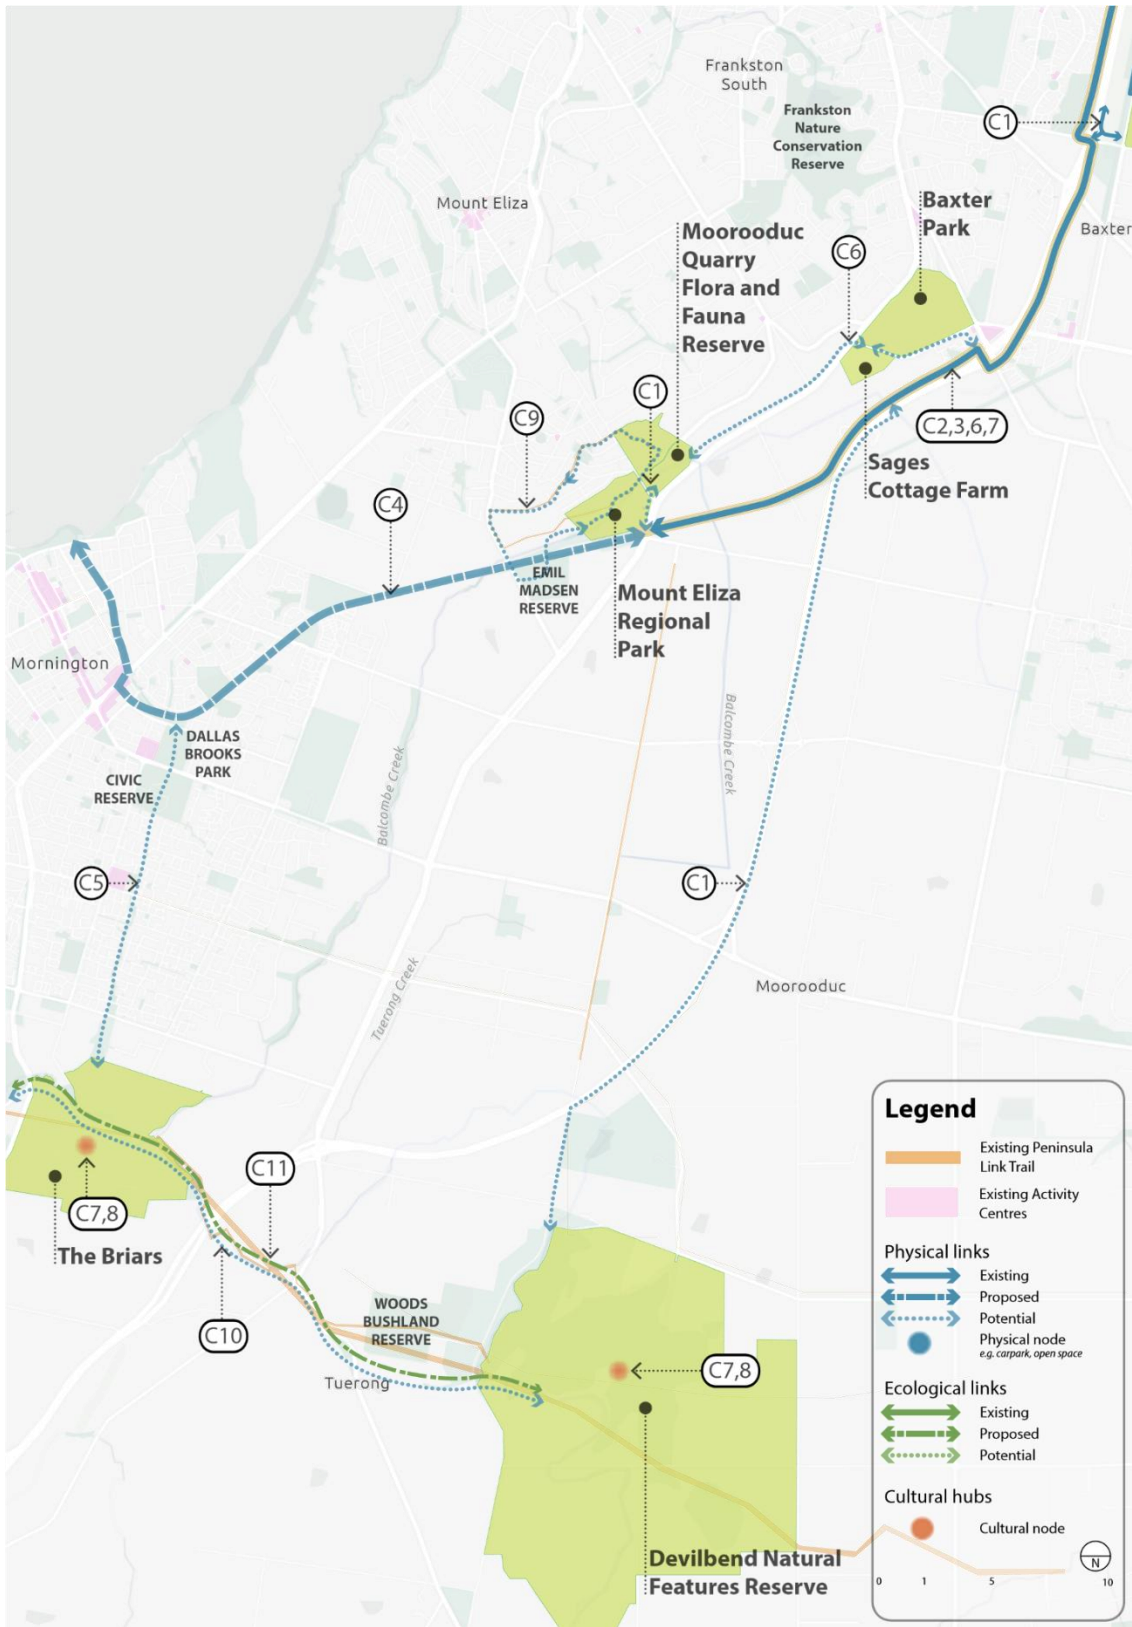 Frankston
South
Frankston
Nature
Conservation
Reserve
C1
Mount Eliza
Baxter
Park
Baxter
Moorooduc
Quarry
Flora and
Fauna
Reserve
C6
C1
C9
C2,3,6,7
Sages
Cottage Farm
C4
EMIL
MADSEN
RESERVE
Mount Eliza
Regional
Park
Mornington
DALLAS
BROOKS
PARK
CIVIC
RESERVE
Balcombe Creek
Balcombe Creek
C5
C1
Tuerong Creek
Moorooduc
C11
C7,8
The Briars
C10
WOODS
BUSHLAND
RESERVE
Tuerong
C7,8
Devilbend Natural
Features Reserve
Legend
Existing Peninsula
Link Trail
Existing Activity
Centres
Physical links
Existing
Proposed
Potential
Physical node
e.g. carpark, open space
Ecological links
Existing
Proposed
Potential
Cultural hubs
Cultural node
N
0 1 5 10